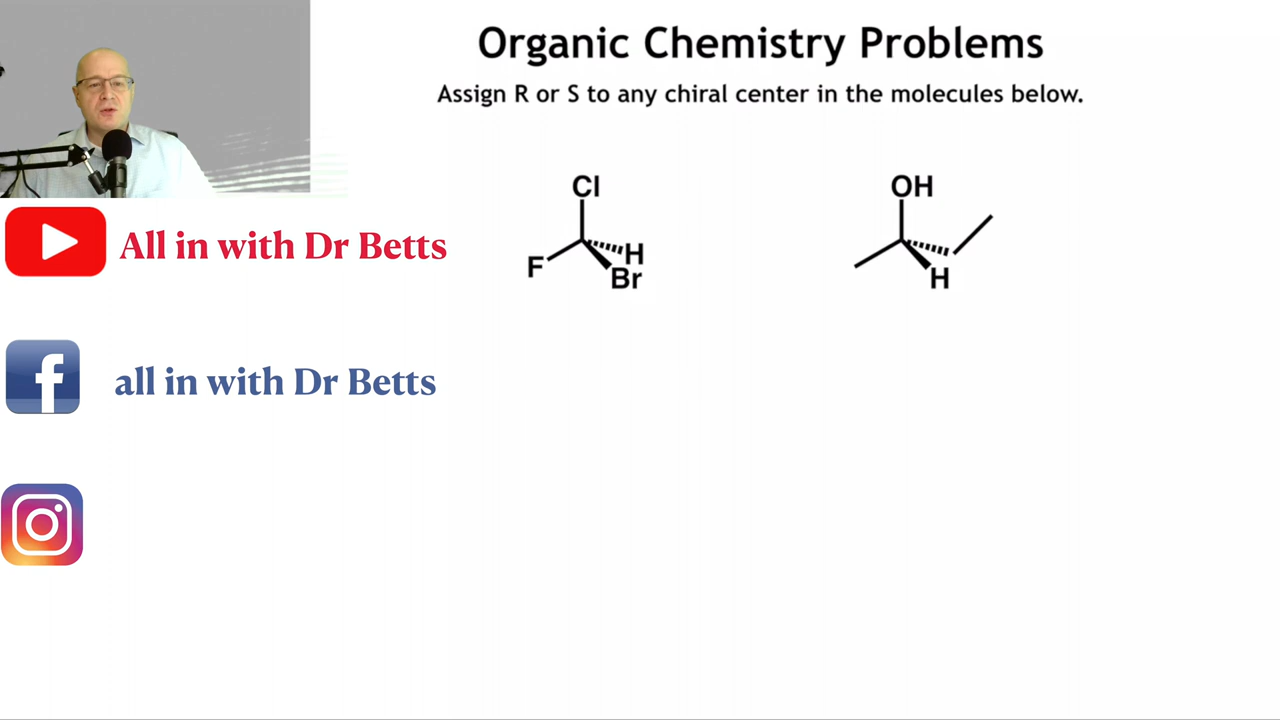 Organic Chemistry Problems
Assign R or S to any chiral center in the molecules below.
Cl
F
H
Br
OH
H
All in with Dr Betts
all in with Dr Betts